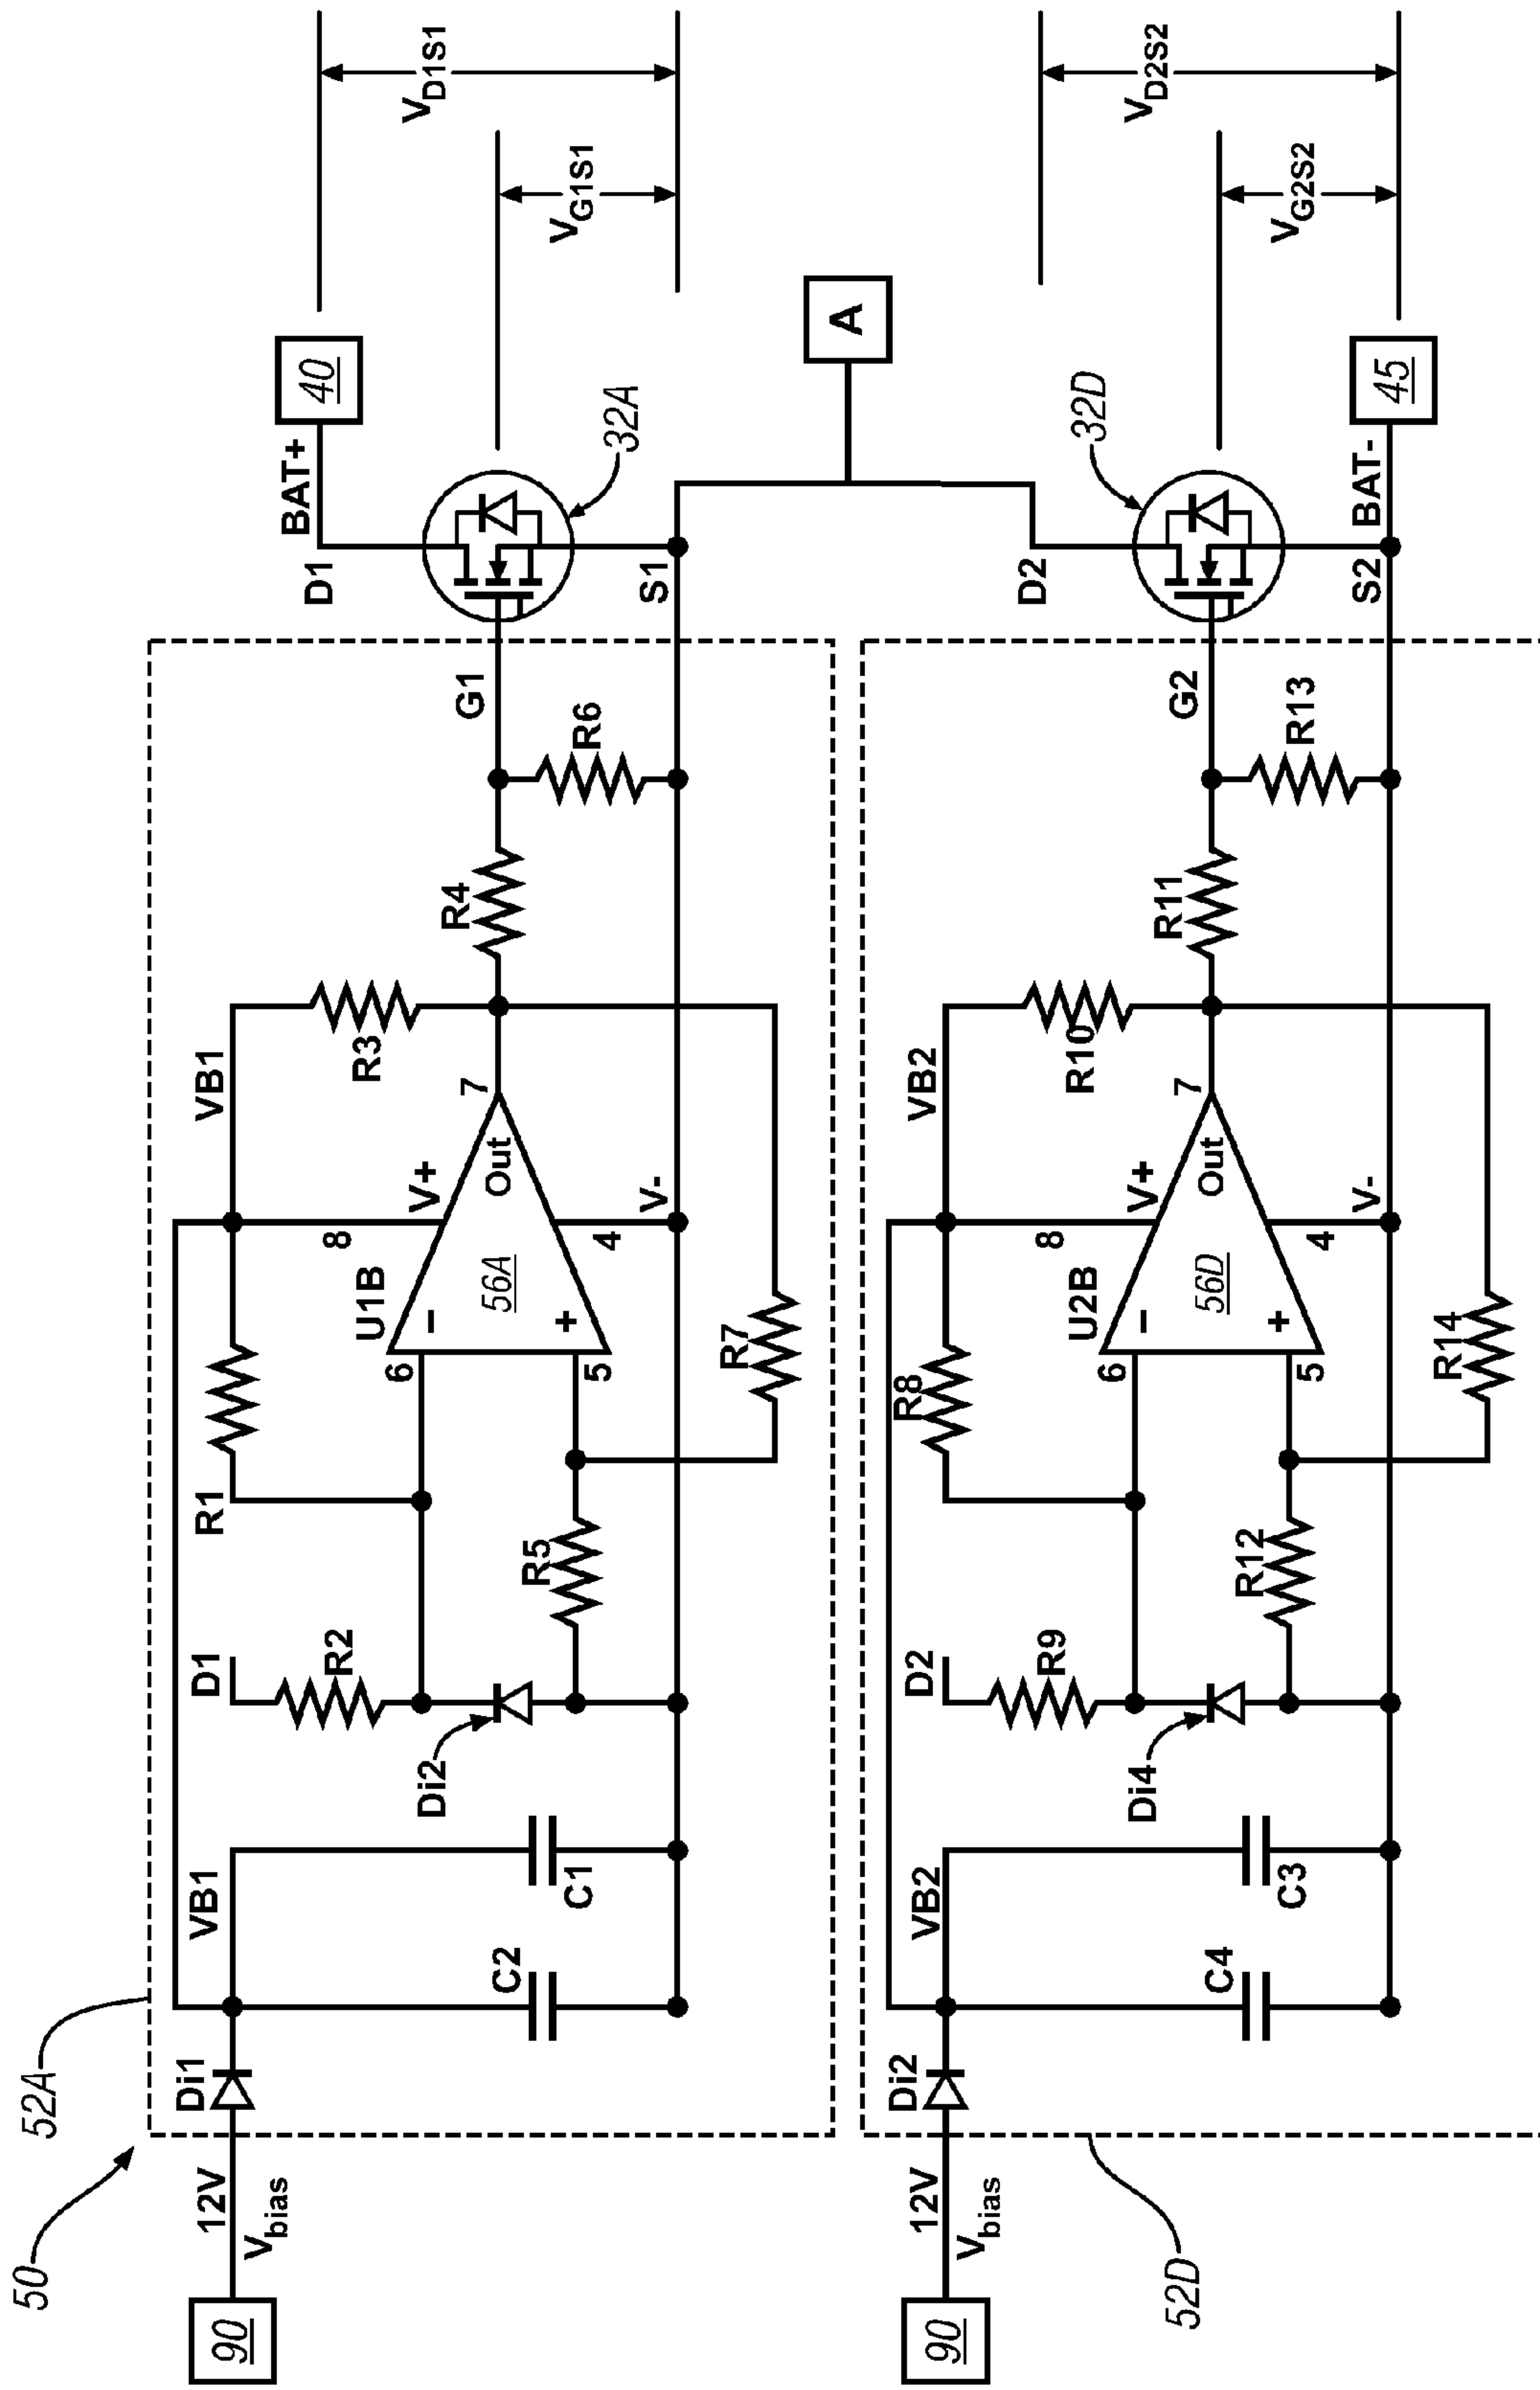 50
52A
90
12V
Vbias
Di1
VB1
C2
C1
Di2
D1
R2
R5
R1
6
5
U1B
−
+
56A
8
V+
4
V-
Out
7
VB1
R3
R7
R4
R6
G1
D1
S1
BAT+
40
32A
A
VG1S1
VD1S1
52D
90
12V
Vbias
Di2
VB2
C4
C3
Di4
D2
R9
R12
R8
6
5
U2B
−
+
56D
8
V+
4
V-
Out
7
VB2
R10
R14
R11
R13
G2
D2
S2
BAT-
45
32D
VG2S2
VD2S2